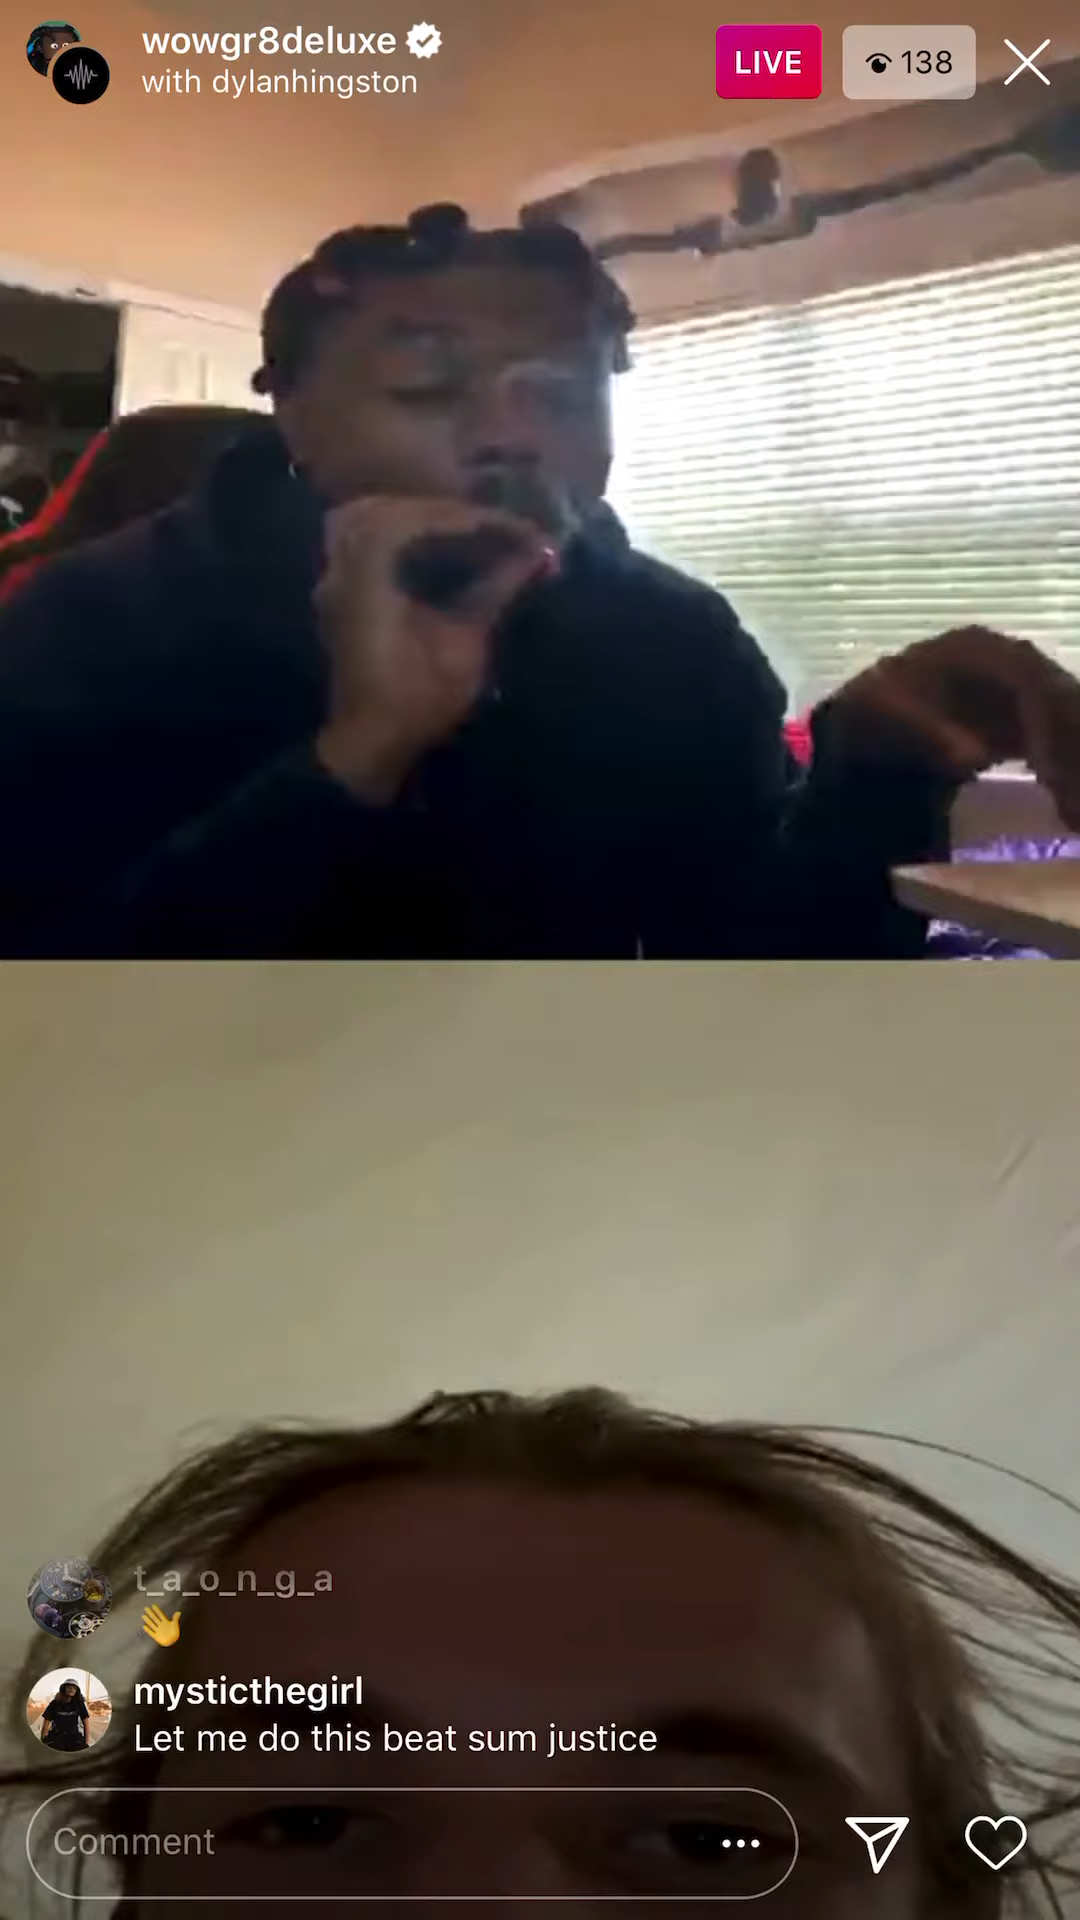 wowgr8deluxe
with dylanhingston
LIVE
138
t_a_o_n_g_a
👋
mysticthegirl
Let me do this beat sum justice
Comment